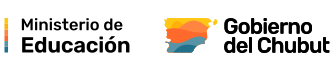 Ministerio de
Educación
Gobierno
del Chubut